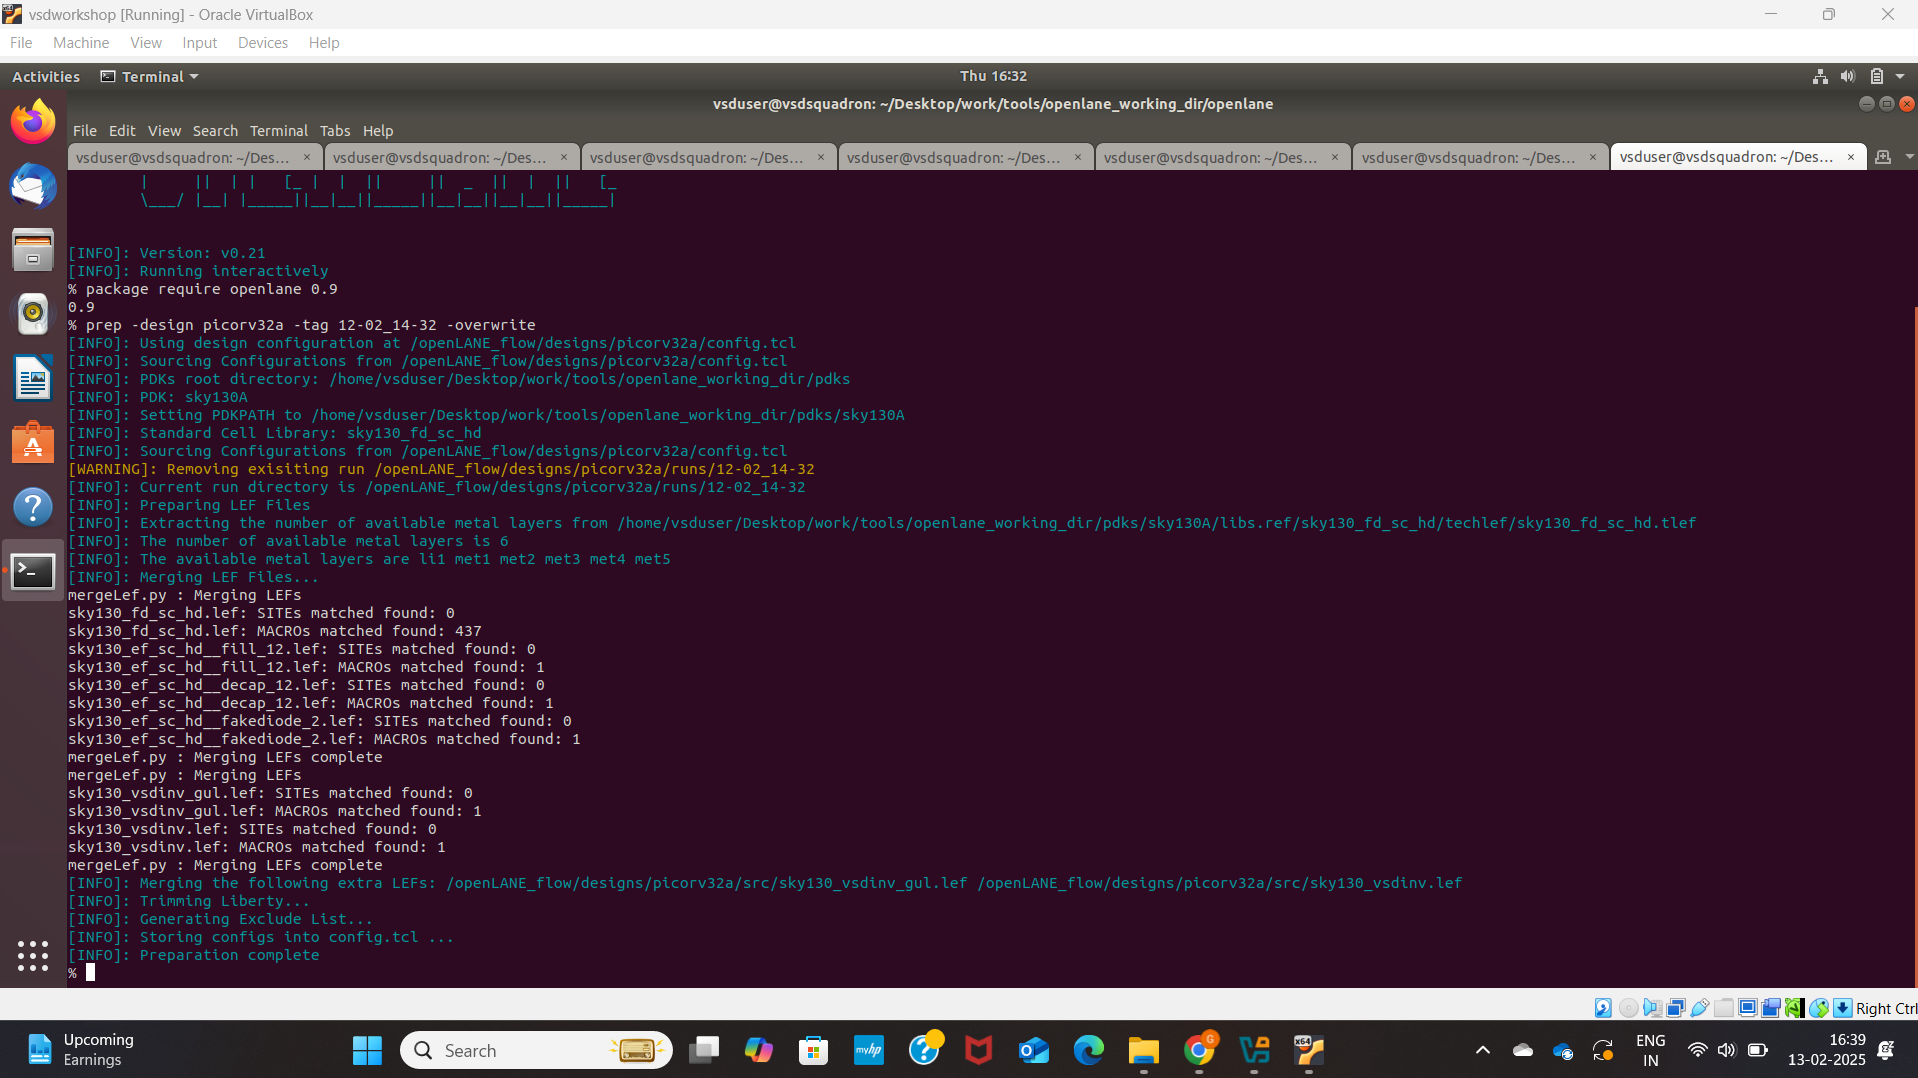 vsdworkshop [Running] - Oracle VirtualBox
File Machine View Input Devices Help
Activities Terminal Thu 16:32
vsduser@vsdsquadron: ~/Desktop/work/tools/openlane_working_dir/openlane
File Edit View Search Terminal Tabs Help
vsduser@vsdsquadron: ~/Des... × vsduser@vsdsquadron: ~/Des... × vsduser@vsdsquadron: ~/Des... × vsduser@vsdsquadron: ~/Des... × vsduser@vsdsquadron: ~/Des... × vsduser@vsdsquadron: ~/Des... × vsduser@vsdsquadron: ~/Des... ×
[INFO]: Version: v0.21
[INFO]: Running interactively
% package require openlane 0.9
0.9
% prep -design picorv32a -tag 12-02_14-32 -overwrite
[INFO]: Using design configuration at /openLANE_flow/designs/picorv32a/config.tcl
[INFO]: Sourcing Configurations from /openLANE_flow/designs/picorv32a/config.tcl
[INFO]: PDKs root directory: /home/vsduser/Desktop/work/tools/openlane_working_dir/pdks
[INFO]: PDK: sky130A
[INFO]: Setting PDKPATH to /home/vsduser/Desktop/work/tools/openlane_working_dir/pdks/sky130A
[INFO]: Standard Cell Library: sky130_fd_sc_hd
[INFO]: Sourcing Configurations from /openLANE_flow/designs/picorv32a/config.tcl
[WARNING]: Removing exisiting run /openLANE_flow/designs/picorv32a/runs/12-02_14-32
[INFO]: Current run directory is /openLANE_flow/designs/picorv32a/runs/12-02_14-32
[INFO]: Preparing LEF Files
[INFO]: Extracting the number of available metal layers from /home/vsduser/Desktop/work/tools/openlane_working_dir/pdks/sky130A/libs.ref/sky130_fd_sc_hd/techlef/sky130_fd_sc_hd.tlef
[INFO]: The number of available metal layers is 6
[INFO]: The available metal layers are li1 met1 met2 met3 met4 met5
[INFO]: Merging LEF Files...
mergeLef.py : Merging LEFs
sky130_fd_sc_hd.lef: SITEs matched found: 0
sky130_fd_sc_hd.lef: MACROs matched found: 437
sky130_ef_sc_hd__fill_12.lef: SITEs matched found: 0
sky130_ef_sc_hd__fill_12.lef: MACROs matched found: 1
sky130_ef_sc_hd__decap_12.lef: SITEs matched found: 0
sky130_ef_sc_hd__decap_12.lef: MACROs matched found: 1
sky130_ef_sc_hd__fakediode_2.lef: SITEs matched found: 0
sky130_ef_sc_hd__fakediode_2.lef: MACROs matched found: 1
mergeLef.py : Merging LEFs complete
mergeLef.py : Merging LEFs
sky130_vsdinv_gul.lef: SITEs matched found: 0
sky130_vsdinv_gul.lef: MACROs matched found: 1
sky130_vsdinv.lef: SITEs matched found: 0
sky130_vsdinv.lef: MACROs matched found: 1
mergeLef.py : Merging LEFs complete
[INFO]: Merging the following extra LEFs: /openLANE_flow/designs/picorv32a/src/sky130_vsdinv_gul.lef /openLANE_flow/designs/picorv32a/src/sky130_vsdinv.lef
[INFO]: Trimming Liberty...
[INFO]: Generating Exclude List...
[INFO]: Storing configs into config.tcl ...
[INFO]: Preparation complete
%
Right Ctrl
Upcoming
Earnings
Search
myhp
ENG
IN
16:39
13-02-2025